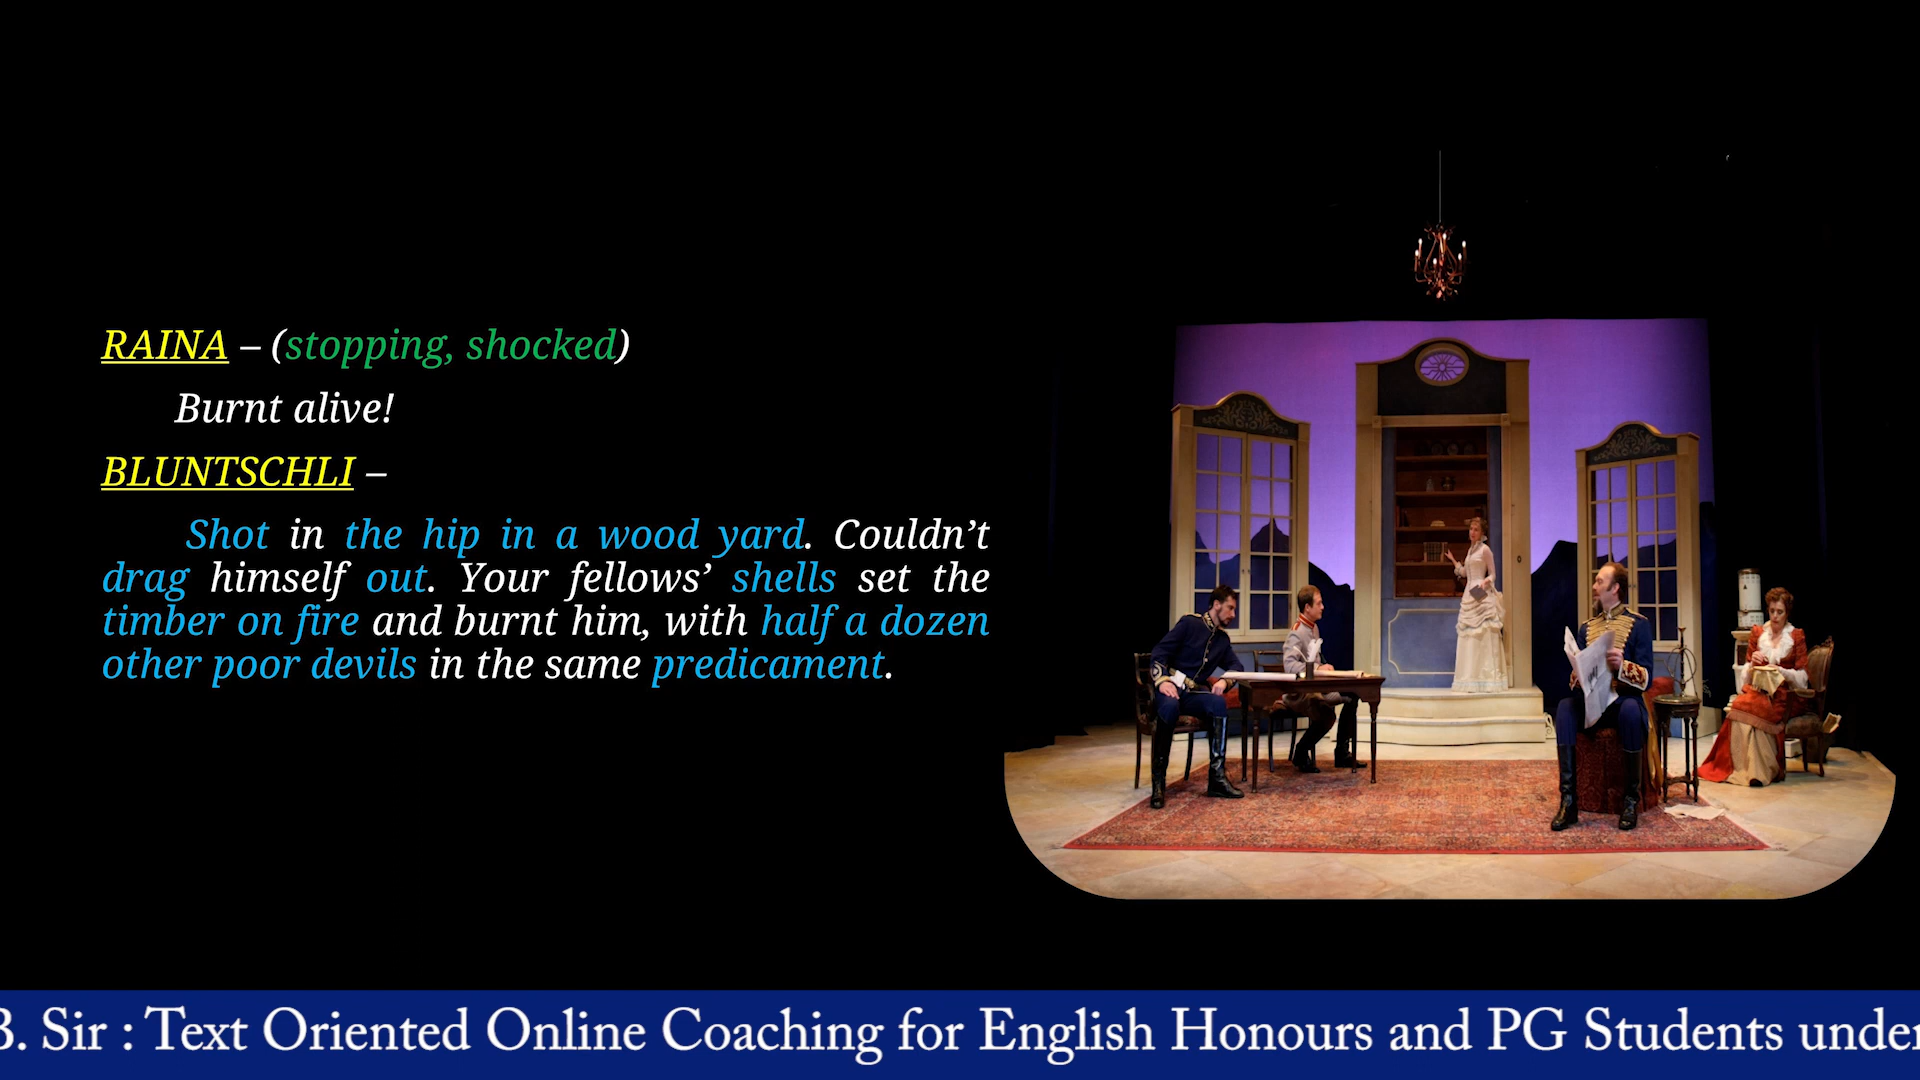 RAINA – (stopping, shocked)
Burnt alive!
BLUNTSCHLI –
Shot in the hip in a wood yard. Couldn’t
drag himself out. Your fellows’ shells set the
timber on fire and burnt him, with half a dozen
other poor devils in the same predicament.
B. Sir : Text Oriented Online Coaching for English Honours and PG Students under